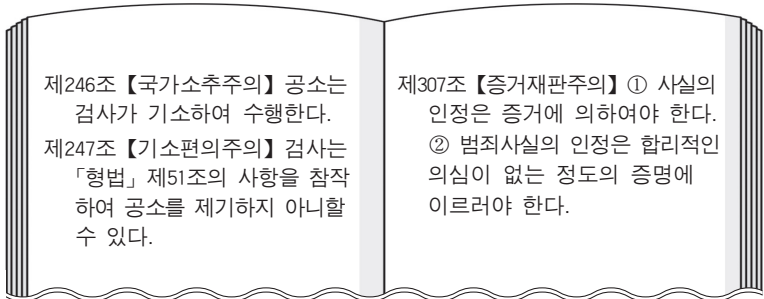 제246조【국가소추주의】 공소는
검사가 기소하여 수행한다.
제247조【기소편의주의】 검사는
「형법」 제51조의 사항을 참작
하여 공소를 제기하지 아니할
수 있다.
제307조【증거재판주의】 ① 사실의
인정은 증거에 의하여야 한다.
② 범죄사실의 인정은 합리적인
의심이 없는 정도의 증명에
이르러야 한다.